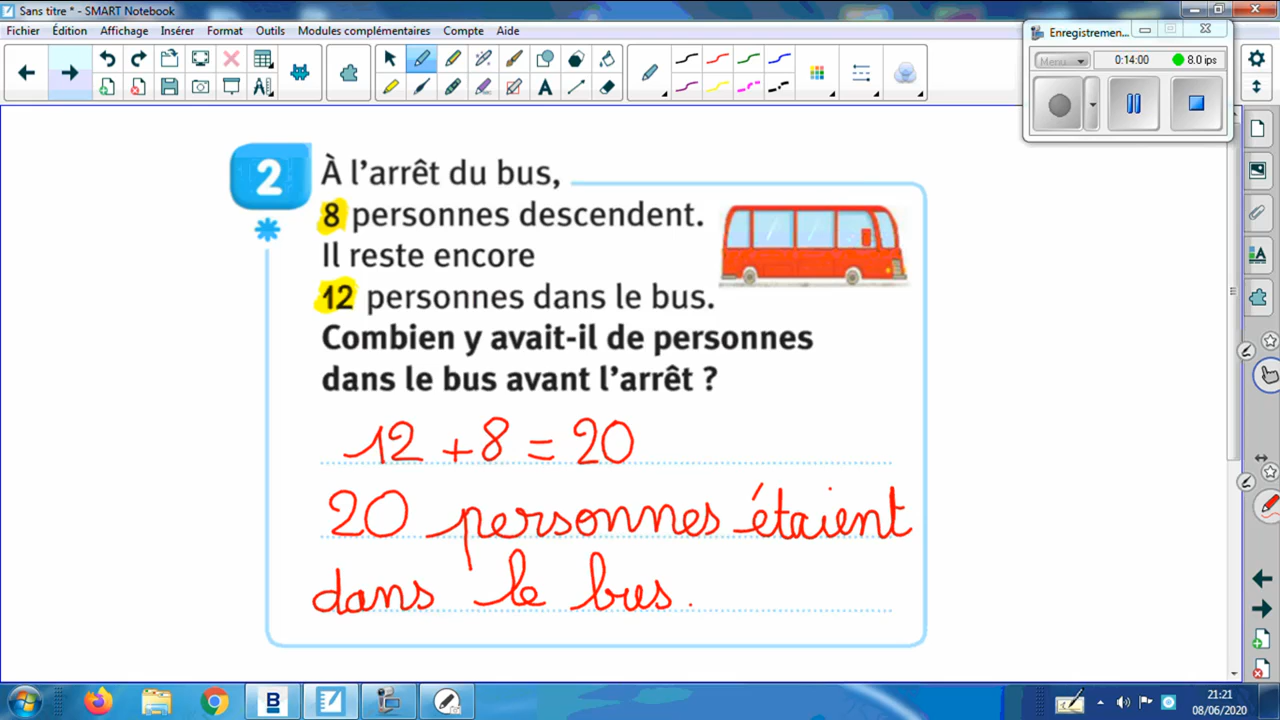 Sans titre * - SMART Notebook
Fichier Édition Affichage Insérer Format Outils Modules complémentaires Compte Aide
Enregistremen...
Menu
0:14:00
8.0 ips
2
À l'arrêt du bus,
8 personnes descendent.
Il reste encore
12 personnes dans le bus.
Combien y avait-il de personnes
dans le bus avant l'arrêt ?
12 + 8 = 20
20 personnes étaient
dans le bus.
21:21
08/06/2020